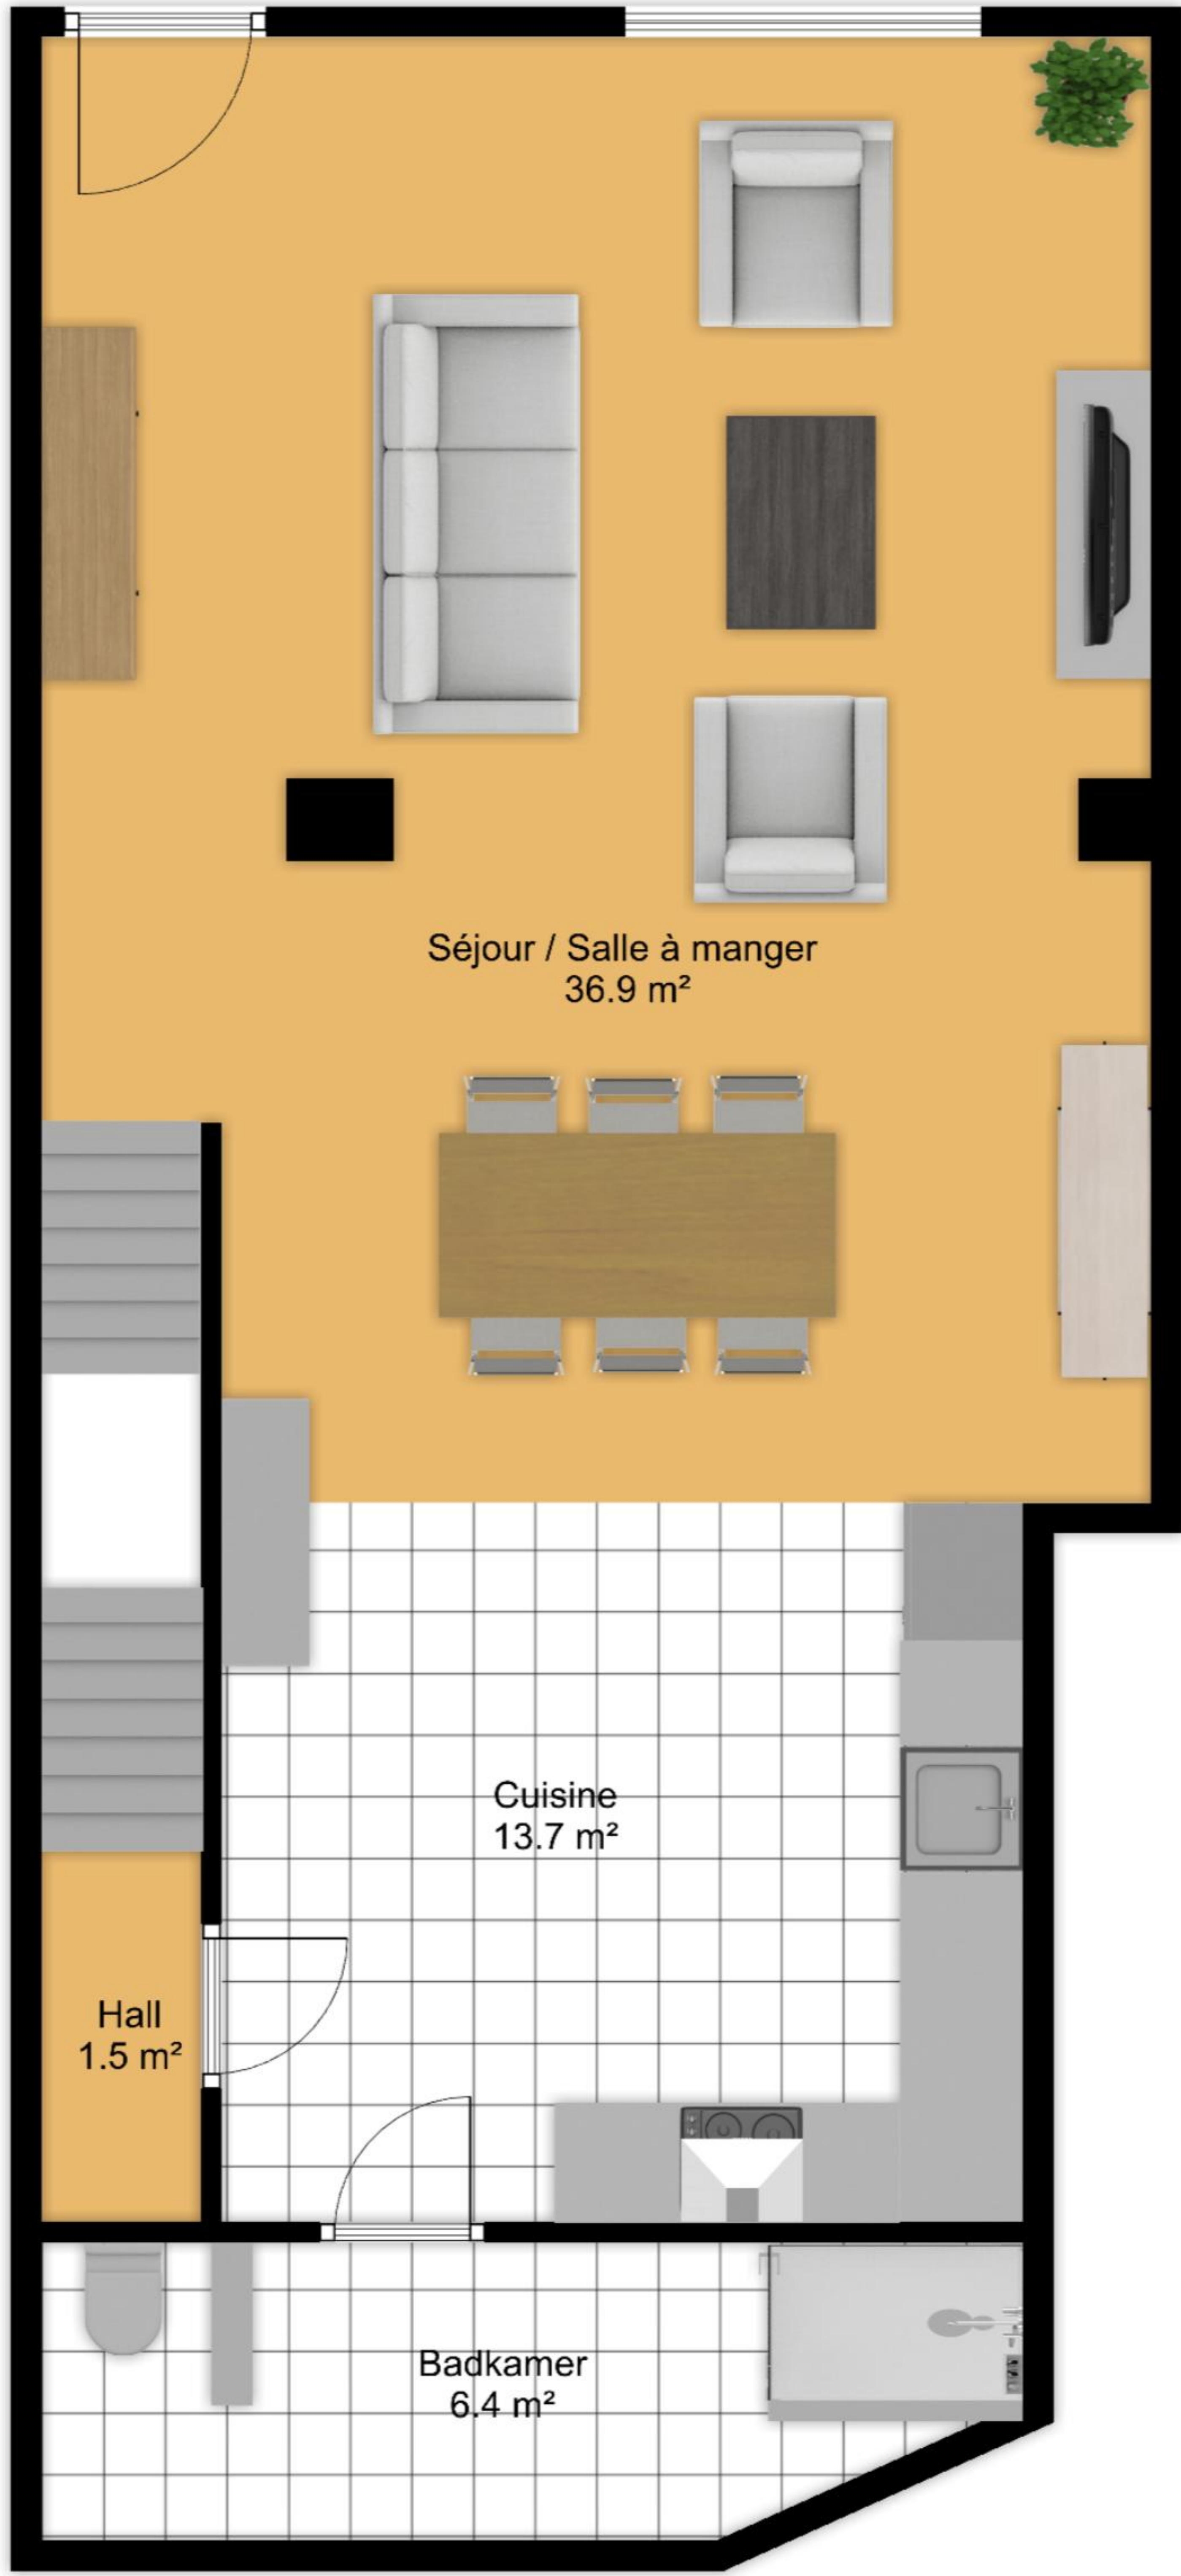 Séjour / Salle à manger
36.9 m²
Cuisine
13.7 m²
Hall
1.5 m²
Badkamer
6.4 m²